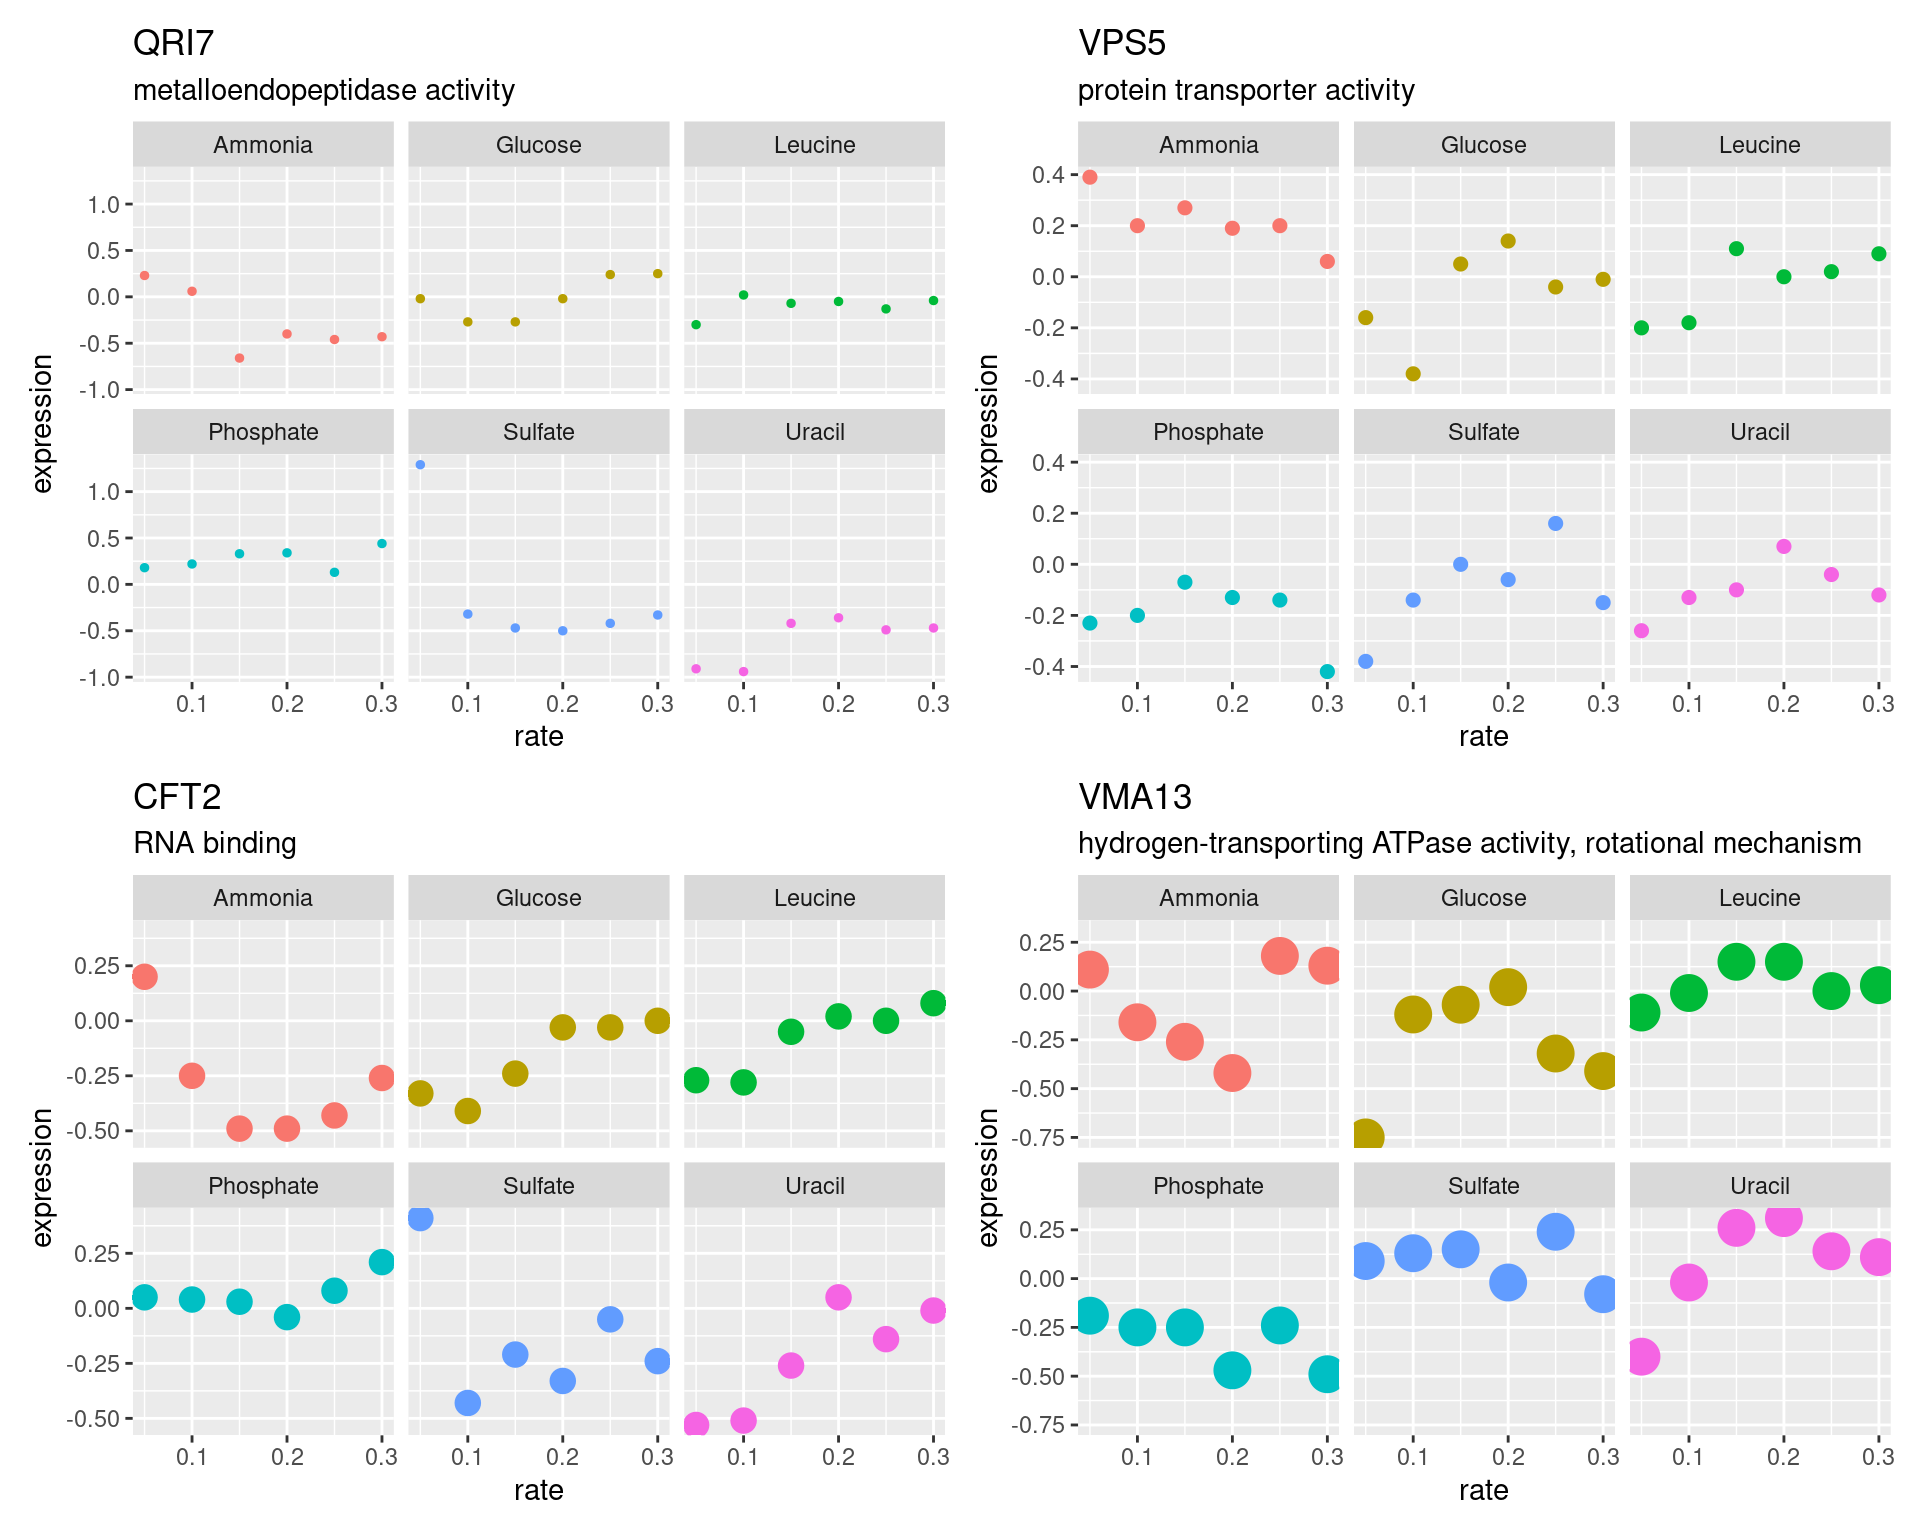 QRI7
metalloendopeptidase activity
Ammonia Glucose Leucine
1.0
0.5
0.0
-0.5
-1.0
Phosphate Sulfate Uracil
1.0
0.5
0.0
-0.5
-1.0
0.1 0.2 0.3 0.1 0.2 0.3 0.1 0.2 0.3
rate
expression
VPS5
protein transporter activity
Ammonia Glucose Leucine
0.4
0.2
0.0
-0.2
-0.4
Phosphate Sulfate Uracil
0.4
0.2
0.0
-0.2
-0.4
0.1 0.2 0.3 0.1 0.2 0.3 0.1 0.2 0.3
rate
expression
CFT2
RNA binding
Ammonia Glucose Leucine
0.25
0.00
-0.25
-0.50
Phosphate Sulfate Uracil
0.25
0.00
-0.25
-0.50
0.1 0.2 0.3 0.1 0.2 0.3 0.1 0.2 0.3
rate
expression
VMA13
hydrogen-transporting ATPase activity, rotational mechanism
Ammonia Glucose Leucine
0.25
0.00
-0.25
-0.50
-0.75
Phosphate Sulfate Uracil
0.25
0.00
-0.25
-0.50
-0.75
0.1 0.2 0.3 0.1 0.2 0.3 0.1 0.2 0.3
rate
expression